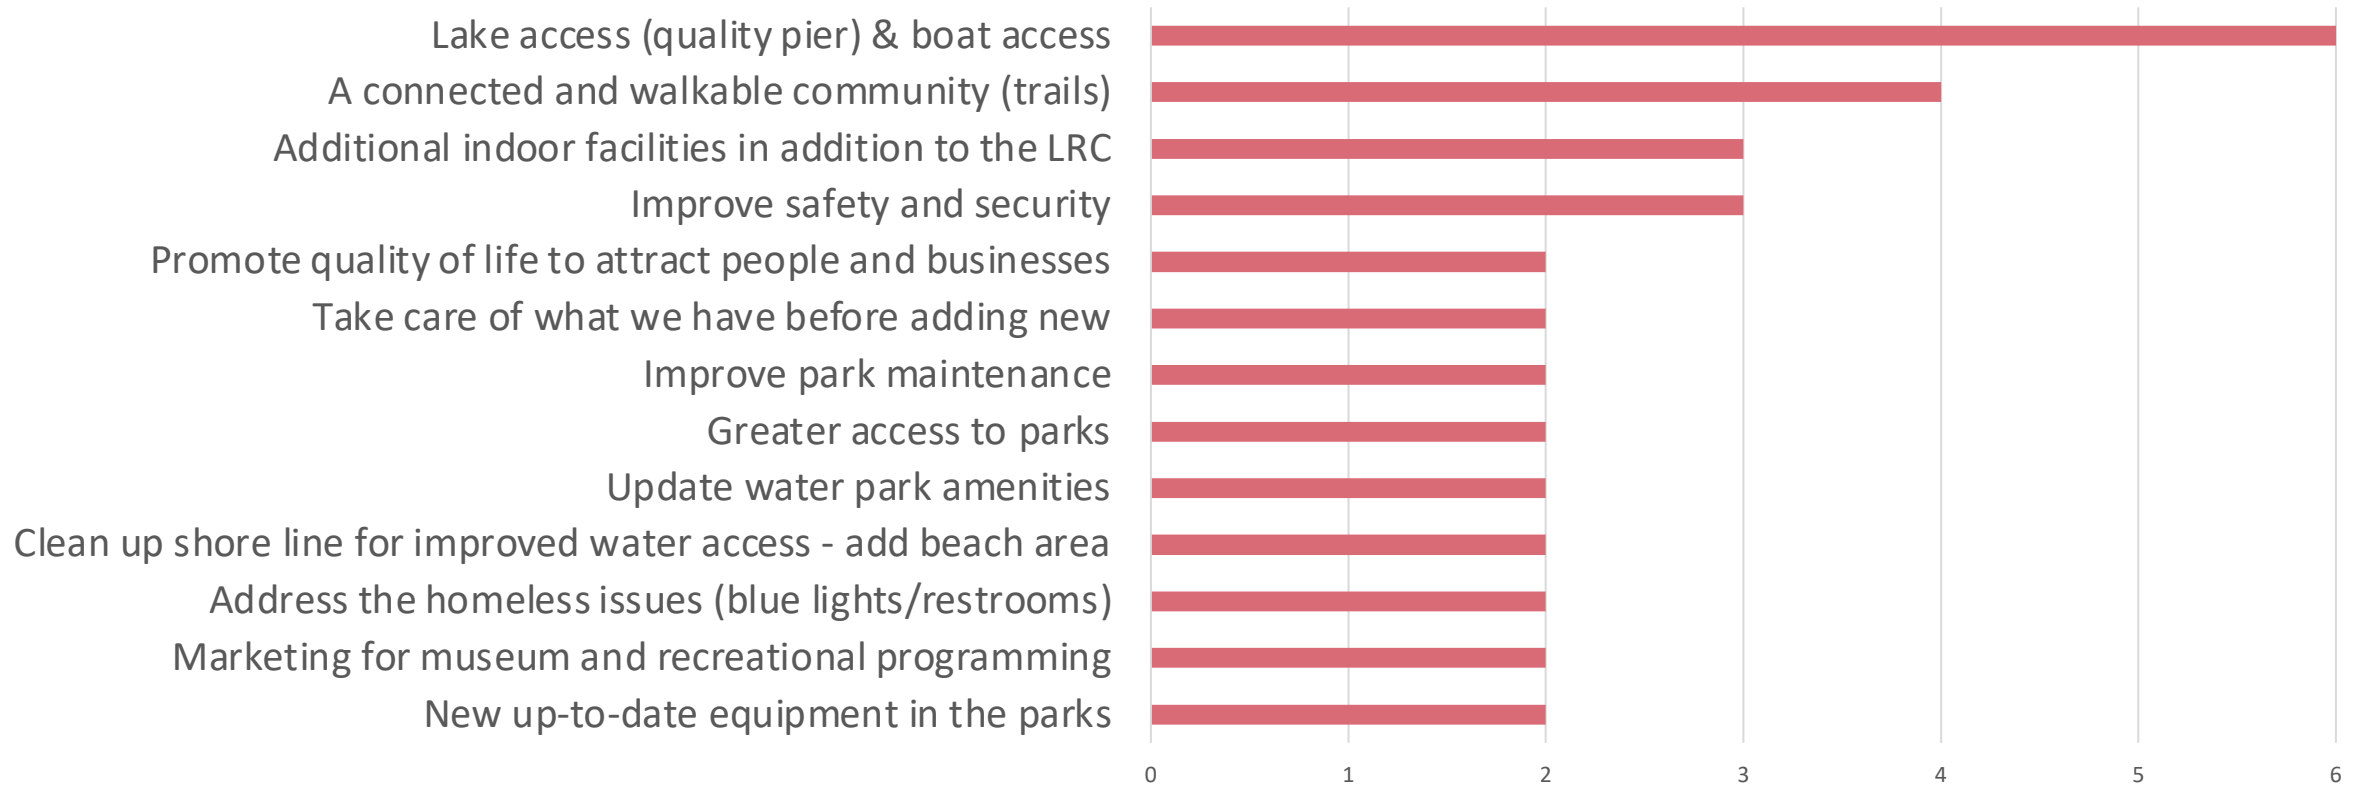 Lake access (quality pier) & boat access
A connected and walkable community (trails)
Additional indoor facilities in addition to the LRC
Improve safety and security
Promote quality of life to attract people and businesses
Take care of what we have before adding new
Improve park maintenance
Greater access to parks
Update water park amenities
Clean up shore line for improved water access - add beach area
Address the homeless issues (blue lights/restrooms)
Marketing for museum and recreational programming
New up-to-date equipment in the parks
0 1 2 3 4 5 6